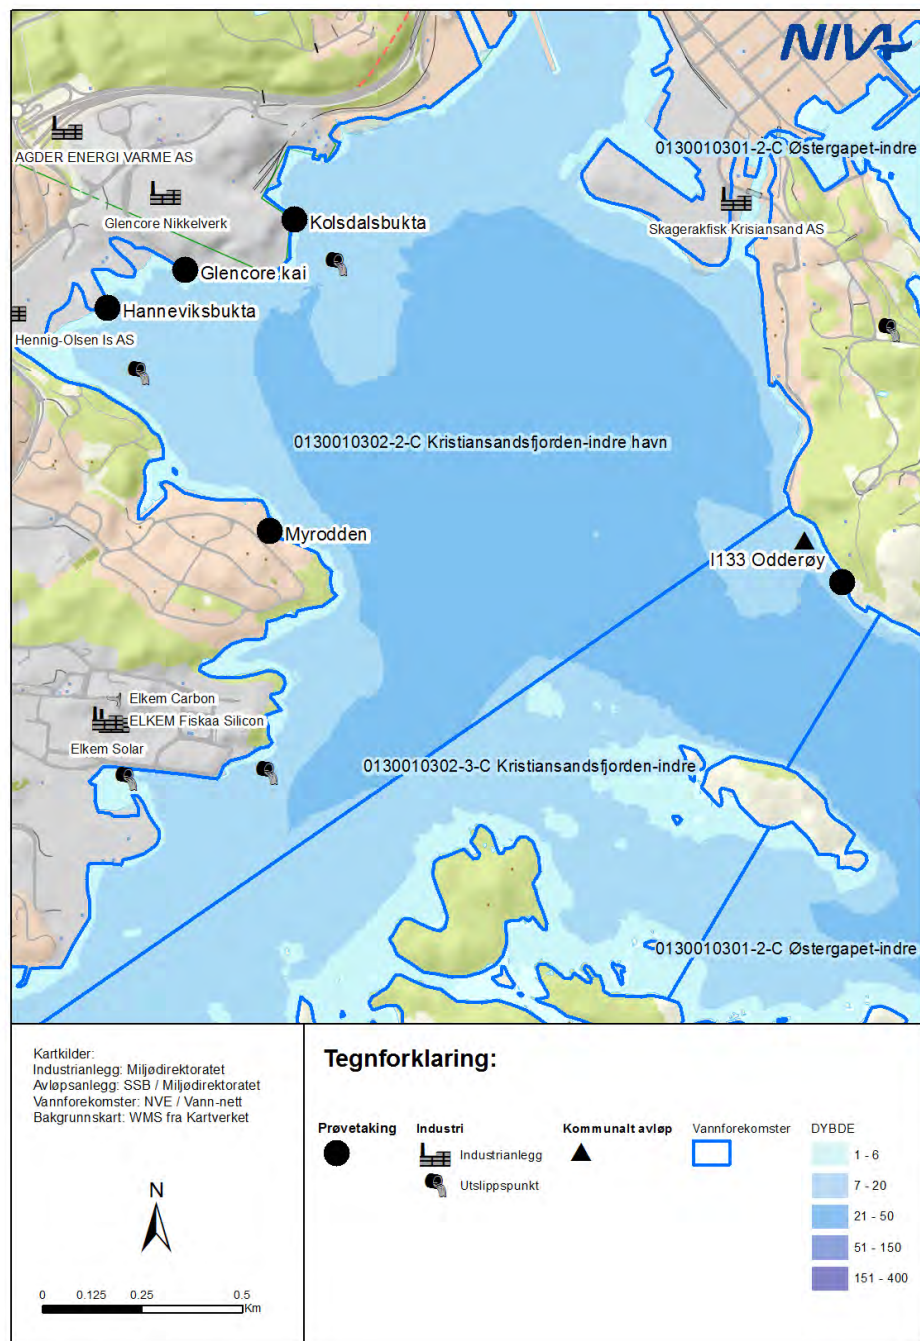 NIVA
0130010301-2-C Østergapet-indre
AGDER ENERGI VARME AS
Glencore Nikkelverk
Kolsdalsbukta
Skagerakfisk Krisiansand AS
Glencore kai
Hanneviksbukta
Hennig-Olsen Is AS
0130010302-2-C Kristiansandsfjorden-indre havn
Myrodden
I133 Odderøy
Elkem Carbon
ELKEM Fiskaa Silicon
Elkem Solar
0130010302-3-C Kristiansandsfjorden-indre
0130010301-2-C Østergapet-indre
Kartkilder:
Industrianlegg: Miljødirektoratet
Avløpsanlegg: SSB / Miljødirektoratet
Vannforekomster: NVE / Vann-nett
Bakgrunnskart: WMS fra Kartverket
N
0 0.125 0.25 0.5
Km
Tegnforklaring:
Prøvetaking Industri Kommunalt avløp Vannforekomster DYBDE
Industrianlegg
Utslippspunkt
1 - 6
7 - 20
21 - 50
51 - 150
151 - 400